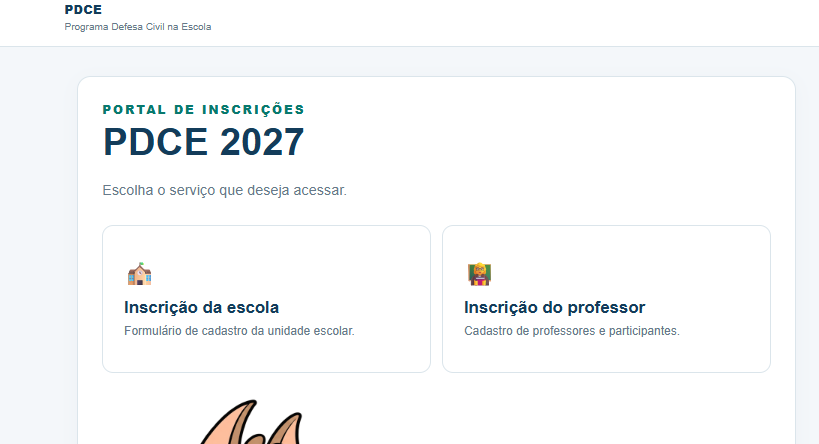 PDCE
Programa Defesa Civil na Escola
PORTAL DE INSCRIÇÕES
PDCE 2027
Escolha o serviço que deseja acessar.
Inscrição da escola
Formulário de cadastro da unidade escolar.
Inscrição do professor
Cadastro de professores e participantes.